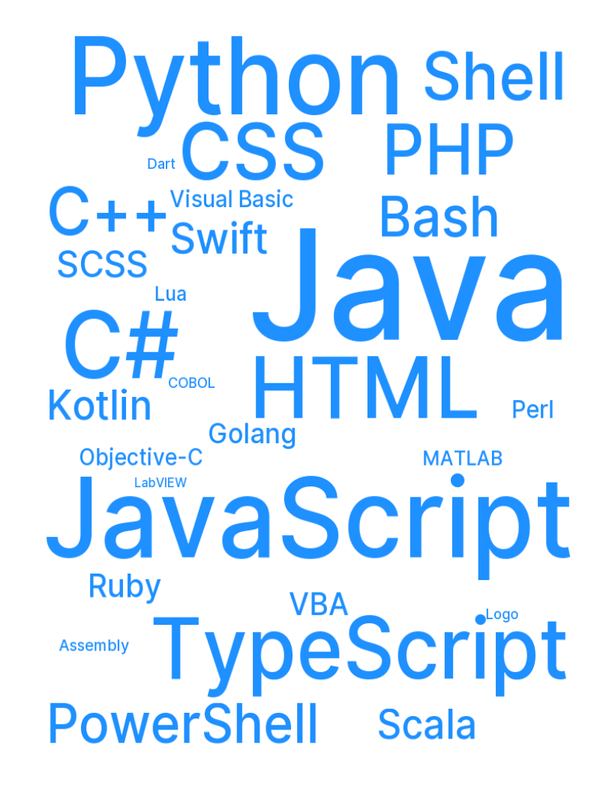 Python
Shell
CSS
PHP
Dart
C++
Visual Basic
Bash
Swift
Java
SCSS
Lua
C#
COBOL
HTML
Kotlin
Perl
Golang
Objective-C
MATLAB
LabVIEW
JavaScript
Ruby
VBA
Logo
TypeScript
Assembly
PowerShell
Scala